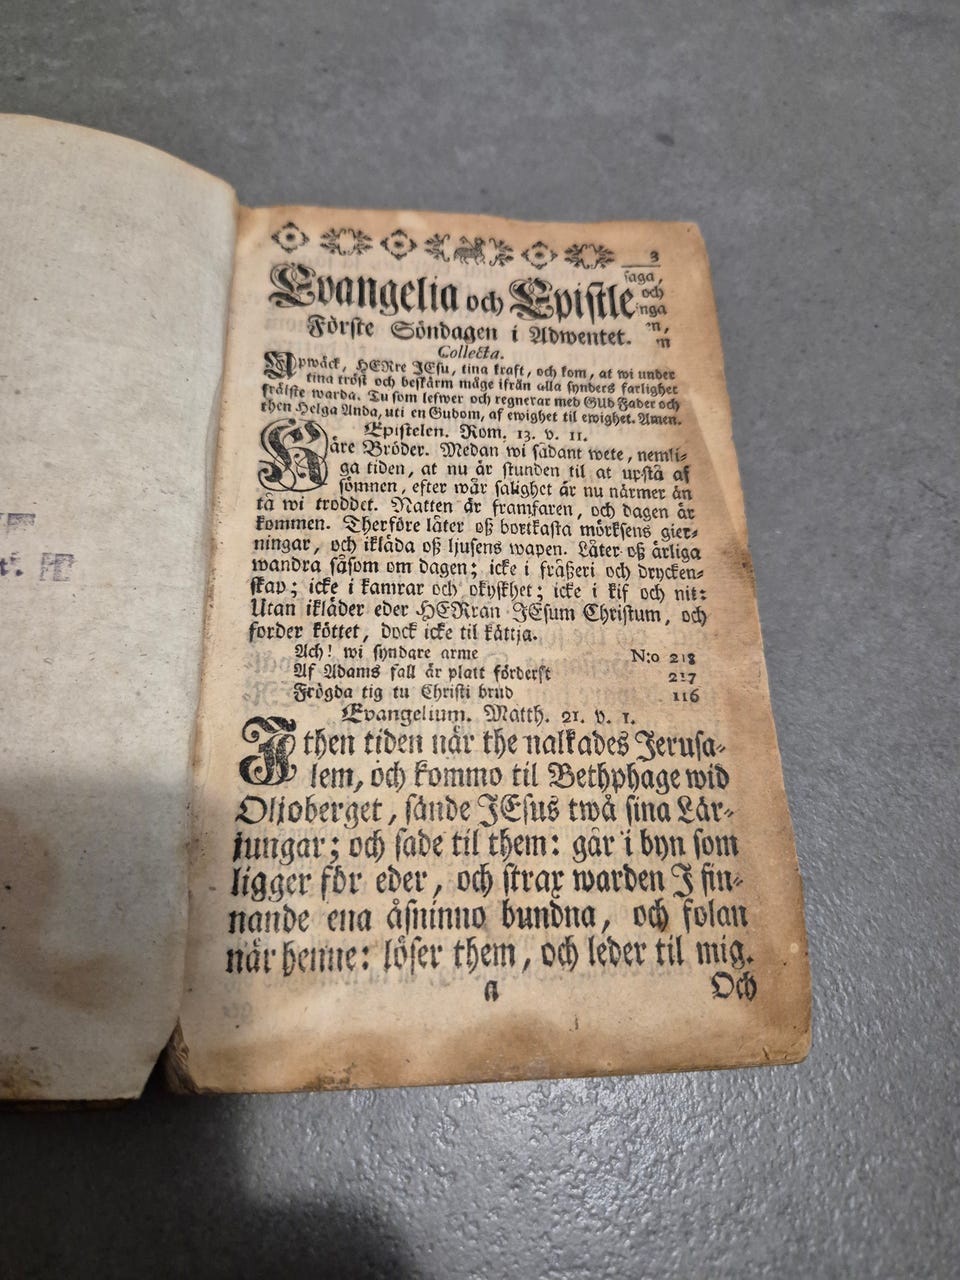 3
saga,
och
nga
n,
n
Evangelia och Epistle
Förste Söndagen i Adwentet.
Collecta.
Upwäck, HERre JEsu, tina kraft, och kom, at wi under
tina tröst och beskärm måge ifrån alla synders farlighet
frälste warda. Tu som lefwer och regnerar med GUd Fader och
then Helga Anda, uti en Gudom, af ewighet til ewighet. Amen.
Epistelen. Rom. 13. v. 11.
Käre Bröder. Medan wi sådant wete, nemli-
ga tiden, at nu är stunden til at upstå af
sömnen, efter wår salighet är nu närmer än
tå wi troddet. Natten är framfaren, och dagen är
kommen. Therföre låter oß bortkasta mörksens gier-
ningar, och ikläda oß ljusens wapen. Låter oß ärliga
wandra såsom om dagen; icke i fråßeri och drycken-
skap; icke i kamrar och okyskhet; icke i kif och nit:
Utan ikläder eder HERran JEsum Christum, och
forder köttet, dock icke til kättja.
Ach! wi syndare arme N:o 218
Af Adams fall är platt förderft 217
Frögda tig tu Christi brud 116
Evangelium. Matth. 21. v. 1.
I then tiden når the nalkades Jerusa-
lem, och kommo til Bethphage wid
Oljoberget, sände JEsus twå sina Lär-
jungar; och sade til them: går i byn som
ligger för eder, och strax warden I fin-
nande ena åsninno bundna, och folan
när henne: löser them, och leder til mig.
a Och